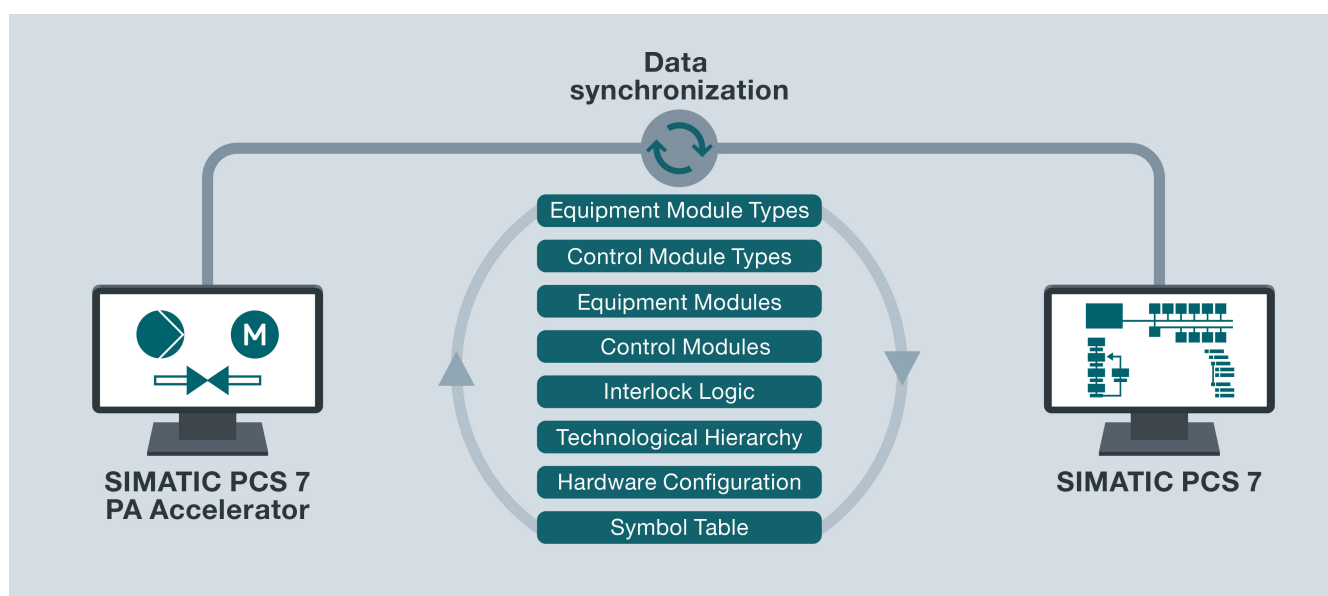 Data
synchronization
Equipment Module Types
Control Module Types
Equipment Modules
Control Modules
Interlock Logic
Technological Hierarchy
Hardware Configuration
Symbol Table
M
SIMATIC PCS 7
PA Accelerator
SIMATIC PCS 7